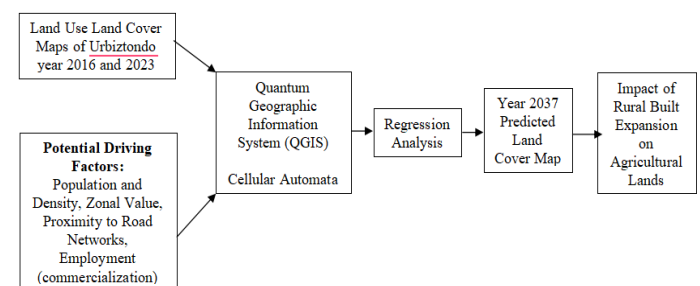 Land Use Land Cover
Maps of Urbiztondo
year 2016 and 2023
Potential Driving
Factors:
Population and
Density, Zonal Value,
Proximity to Road
Networks,
Employment
(commercialization)
Quantum
Geographic
Information
System (QGIS)
Cellular Automata
Regression
Analysis
Year 2037
Predicted
Land
Cover Map
Impact of
Rural Built
Expansion
on
Agricultural
Lands